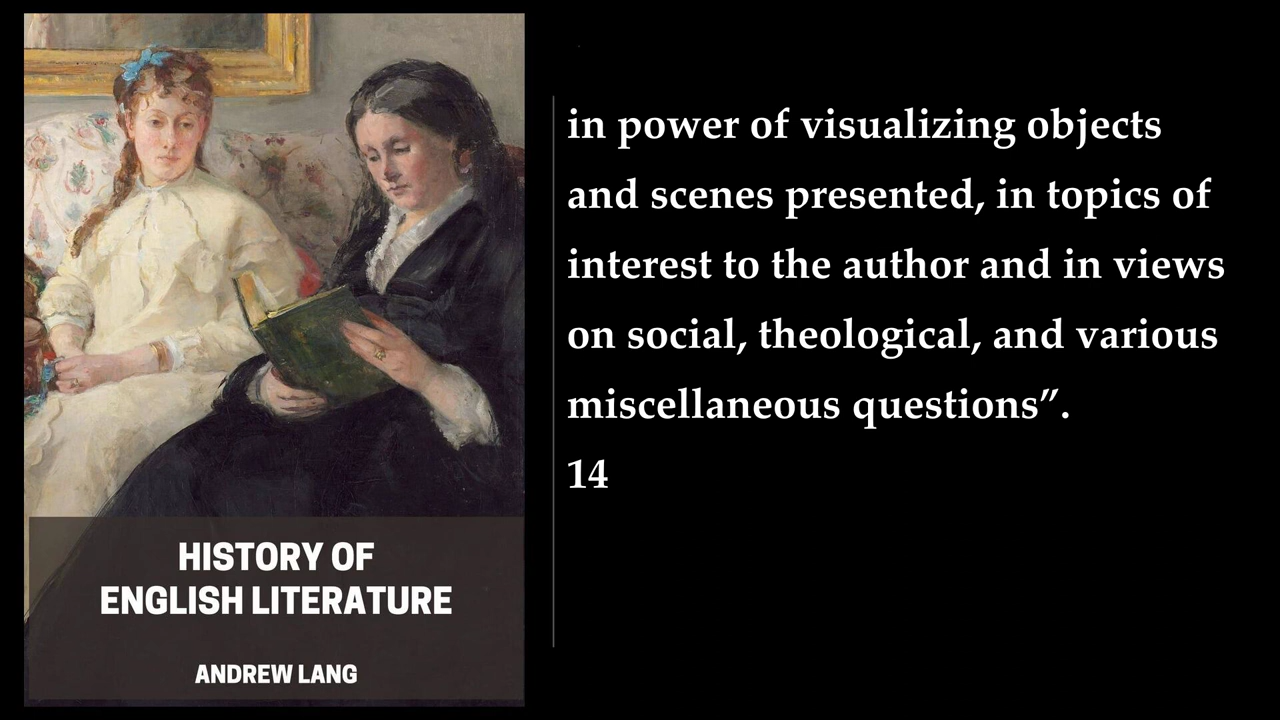 HISTORY OF
ENGLISH LITERATURE
ANDREW LANG
in power of visualizing objects
and scenes presented, in topics of
interest to the author and in views
on social, theological, and various
miscellaneous questions”.
14